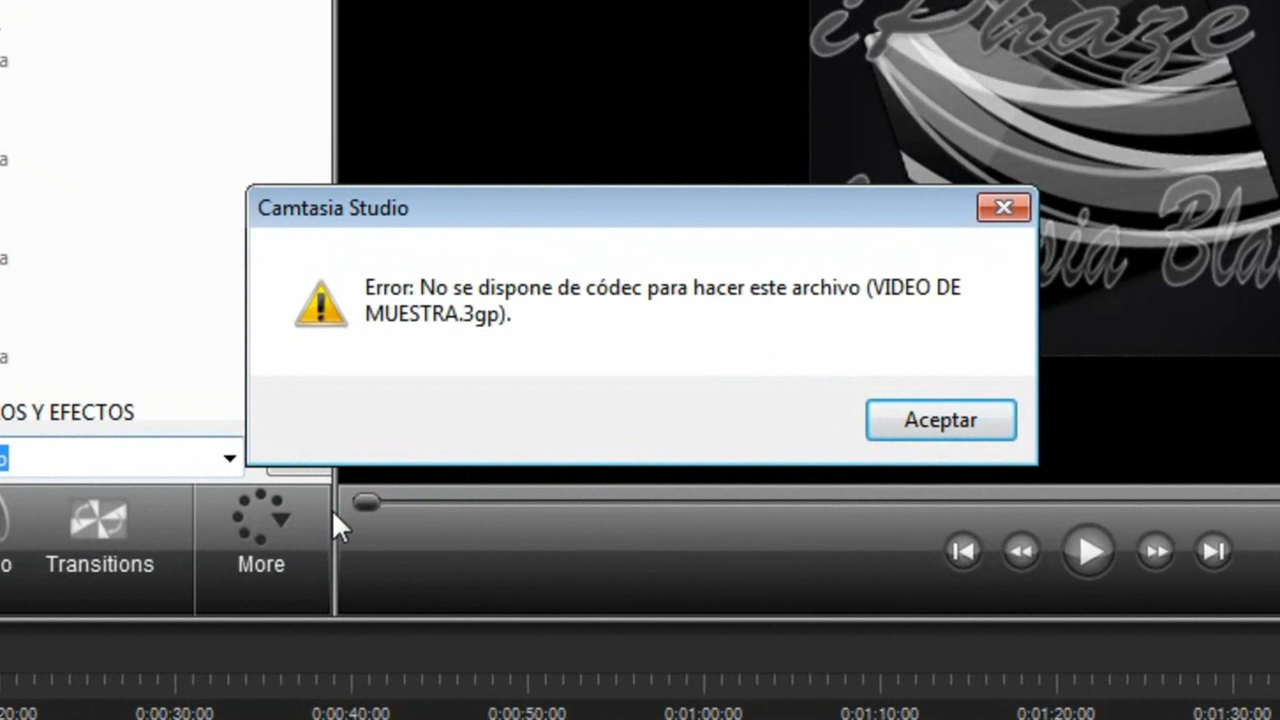 iPhaze
Camtasia Studio
Error: No se dispone de códec para hacer este archivo (VIDEO DE
MUESTRA.3gp).
Aceptar
OS Y EFECTOS
Transitions
More
0:00:30:00 0:00:40:00 0:00:50:00 0:01:00:00 0:01:10:00 0:01:20:00 0:01:30:00